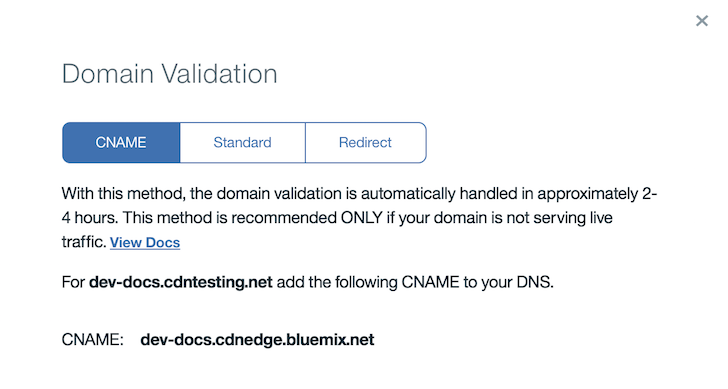 Domain Validation
CNAME Standard Redirect
With this method, the domain validation is automatically handled in approximately 2-
4 hours. This method is recommended ONLY if your domain is not serving live
traffic. View Docs
For dev-docs.cdntesting.net add the following CNAME to your DNS.
CNAME: dev-docs.cdnedge.bluemix.net